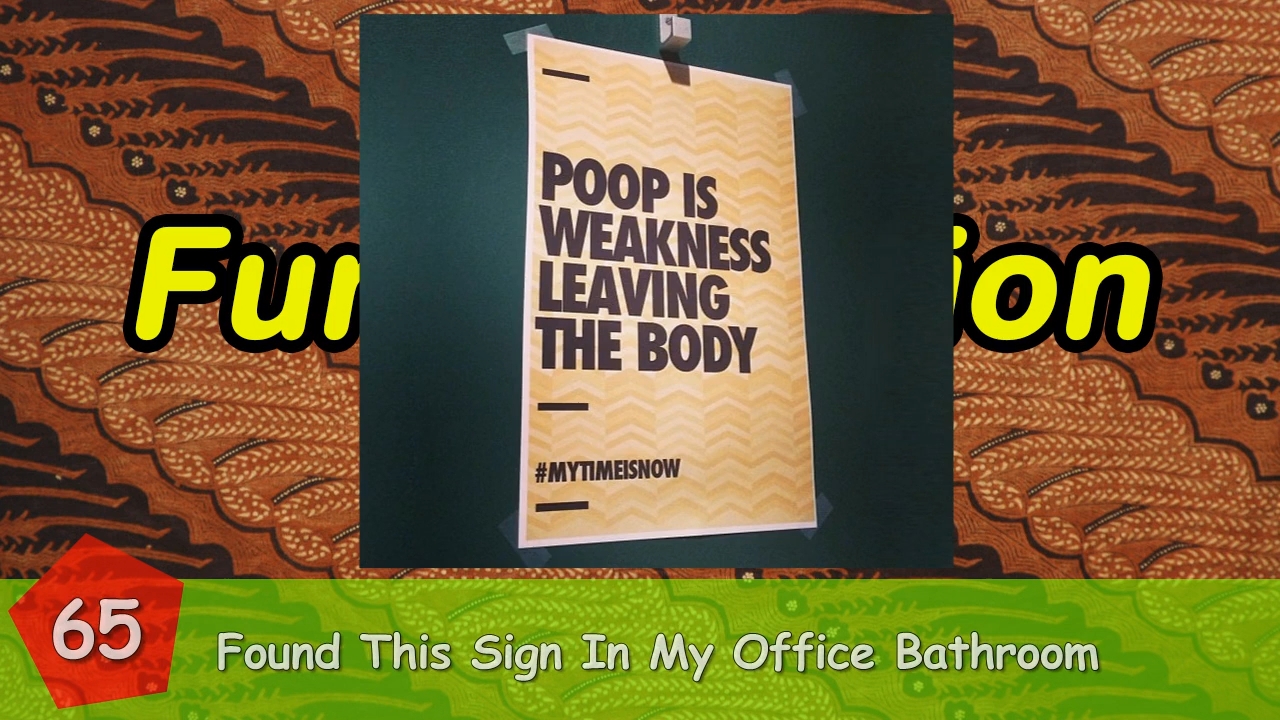 POOP IS
WEAKNESS
LEAVING
THE BODY
#MYTIMEISNOW
65
Found This Sign In My Office Bathroom